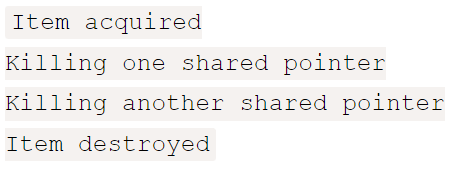 Item acquired
Killing one shared pointer
Killing another shared pointer
Item destroyed